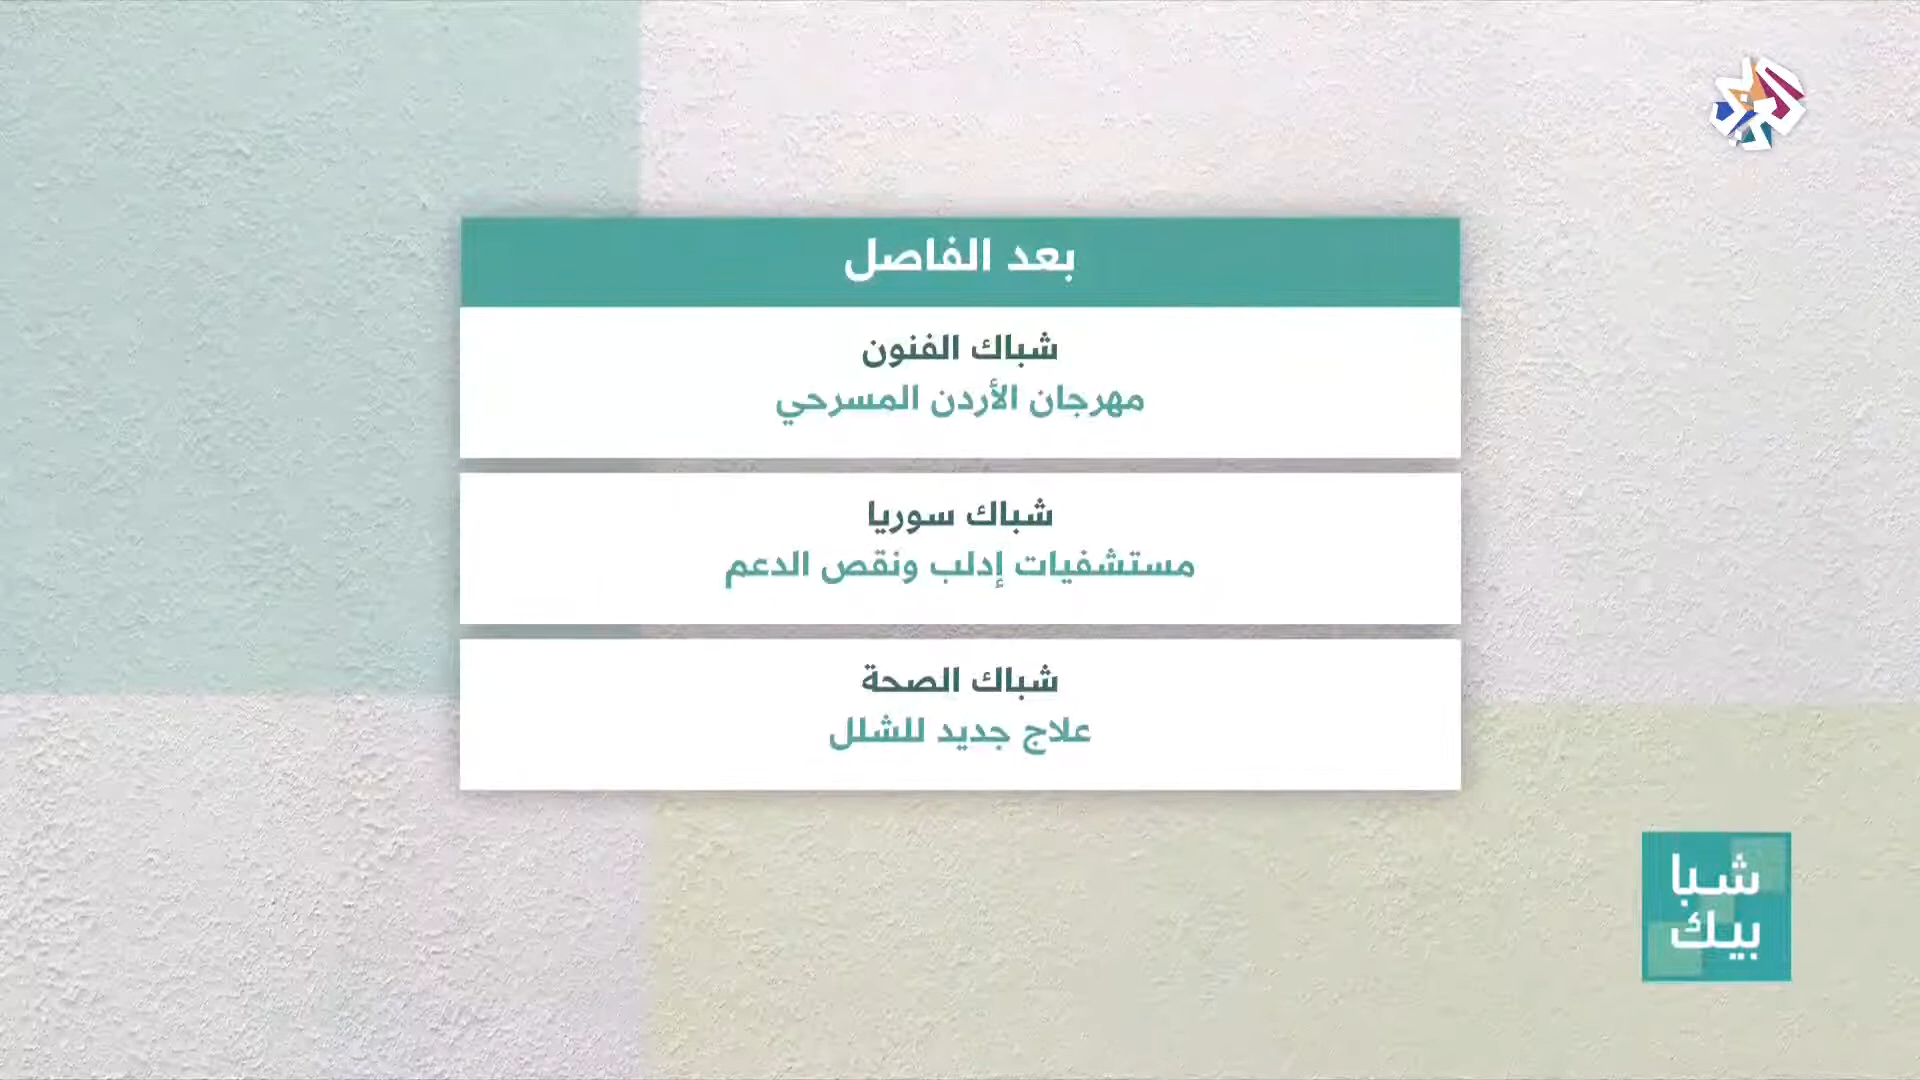 بعد الفاصل
شباك الفنون
مهرجان الأردن المسرحي
شباك سوريا
مستشفيات إدلب ونقص الدعم
شباك الصحة
علاج جديد للشلل
شبا
بيك